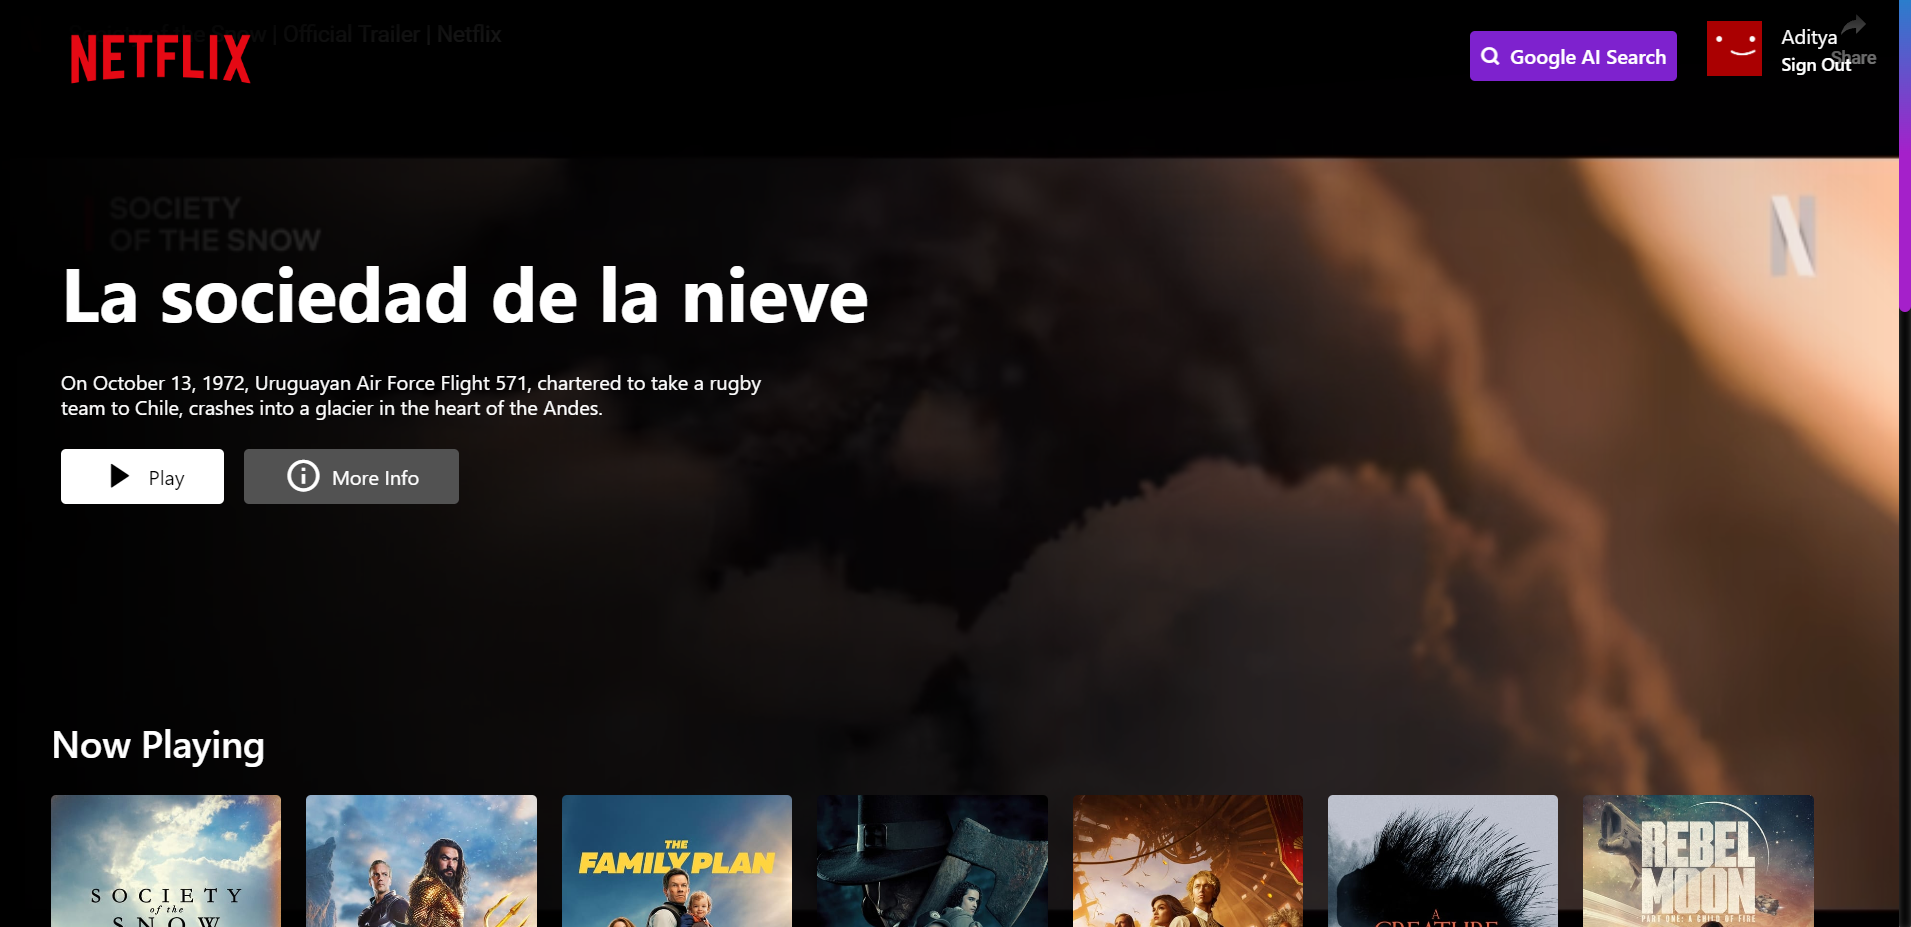 of the Snow | Official Trailer | Netflix
NETFLIX
Google AI Search
Aditya
Share
Sign Out
SOCIETY
OF THE SNOW
N
La sociedad de la nieve
On October 13, 1972, Uruguayan Air Force Flight 571, chartered to take a rugby
team to Chile, crashes into a glacier in the heart of the Andes.
Play
More Info
Now Playing
SOCIETY
of the
SNOW
THE
FAMILY PLAN
A
CREATURE
REBEL
MOON
PART ONE: A CHILD OF FIRE